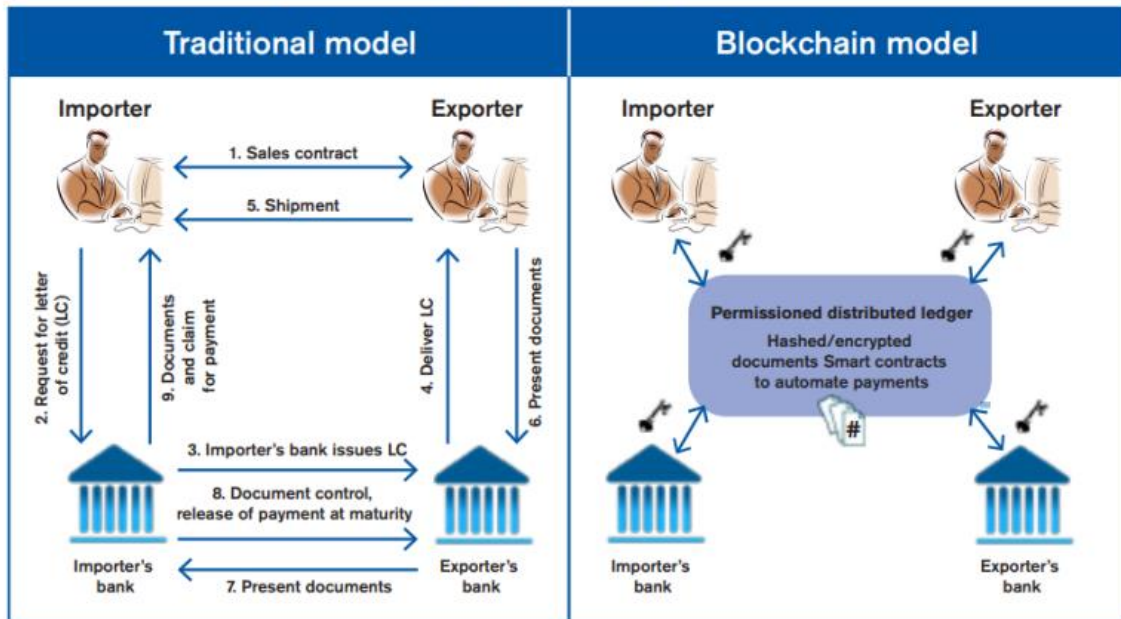 Traditional model
Blockchain model
Importer
Exporter
1. Sales contract
5. Shipment
2. Request for letter
of credit (LC)
9. Documents
and claim
for payment
4. Deliver LC
6. Present documents
3. Importer's bank issues LC
8. Document control,
release of payment at maturity
7. Present documents
Importer's
bank
Exporter's
bank
Importer
Exporter
Permissioned distributed ledger
Hashed/encrypted
documents Smart contracts
to automate payments
#
Importer's
bank
Exporter's
bank